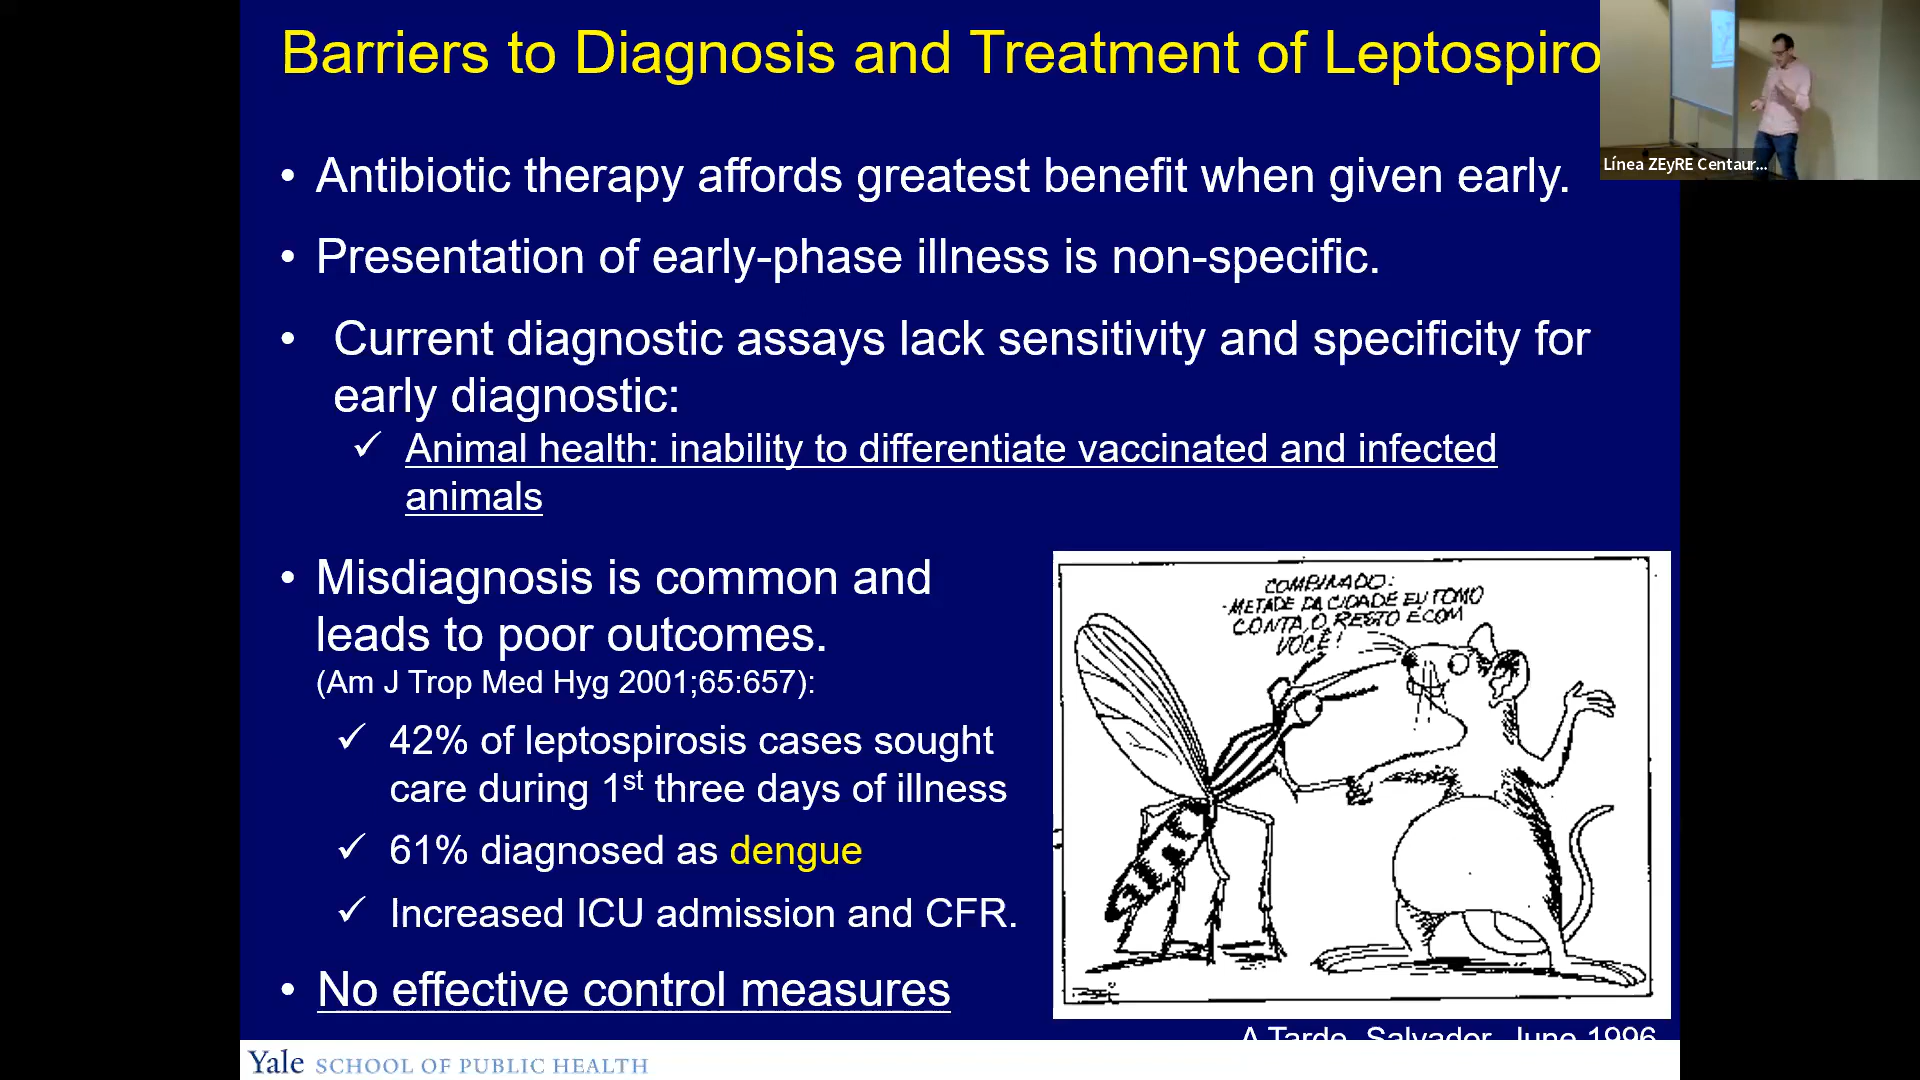 Barriers to Diagnosis and Treatment of Leptospiro
Línea ZEyRE Centaur...
• Antibiotic therapy affords greatest benefit when given early.
• Presentation of early-phase illness is non-specific.
• Current diagnostic assays lack sensitivity and specificity for
early diagnostic:
✓ Animal health: inability to differentiate vaccinated and infected
animals
• Misdiagnosis is common and
leads to poor outcomes.
(Am J Trop Med Hyg 2001;65:657):
✓ 42% of leptospirosis cases sought
care during 1st three days of illness
✓ 61% diagnosed as dengue
✓ Increased ICU admission and CFR.
• No effective control measures
COMBINADO:
-METADE DA CIDADE EU TOMO
CONTA, O RESTO É COM
VOCÊ!
A Tarde, Salvador, June 1996
Yale SCHOOL OF PUBLIC HEALTH